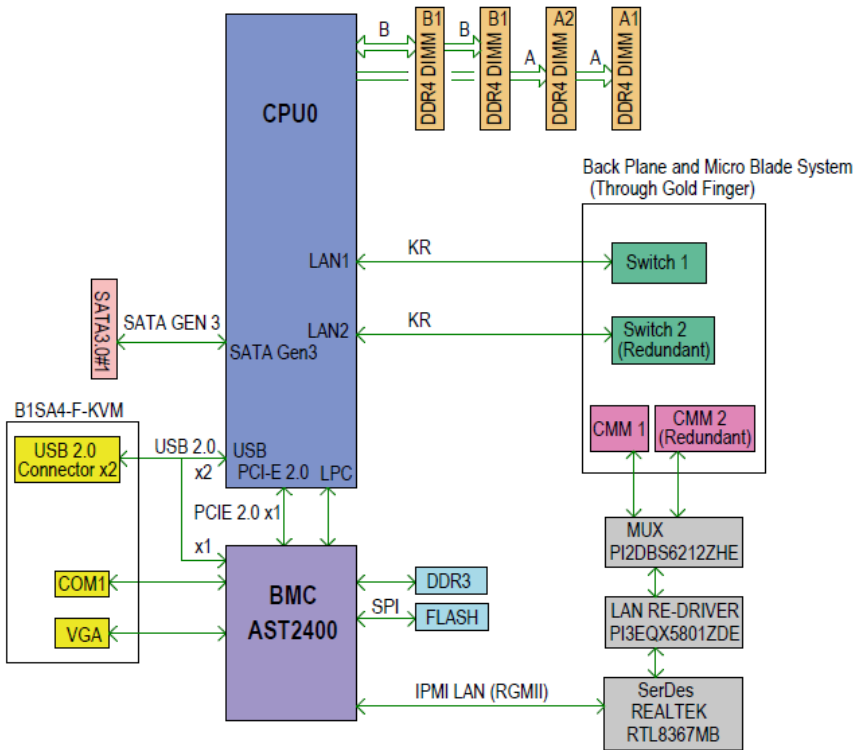 B
B
A
A
DDR4 DIMM B1
DDR4 DIMM B1
DDR4 DIMM A2
DDR4 DIMM A1
CPU0
Back Plane and Micro Blade System
(Through Gold Finger)
LAN1
KR
Switch 1
LAN2
KR
Switch 2
(Redundant)
SATA3.0#1
SATA GEN 3
SATA Gen3
CMM 1
CMM 2
(Redundant)
B1SA4-F-KVM
USB 2.0
Connector x2
USB 2.0
x2
USB
PCI-E 2.0
LPC
PCIE 2.0 x1
x1
MUX
PI2DBS6212ZHE
COM1
VGA
BMC
AST2400
DDR3
SPI
FLASH
LAN RE-DRIVER
PI3EQX5801ZDE
IPMI LAN (RGMII)
SerDes
REALTEK
RTL8367MB